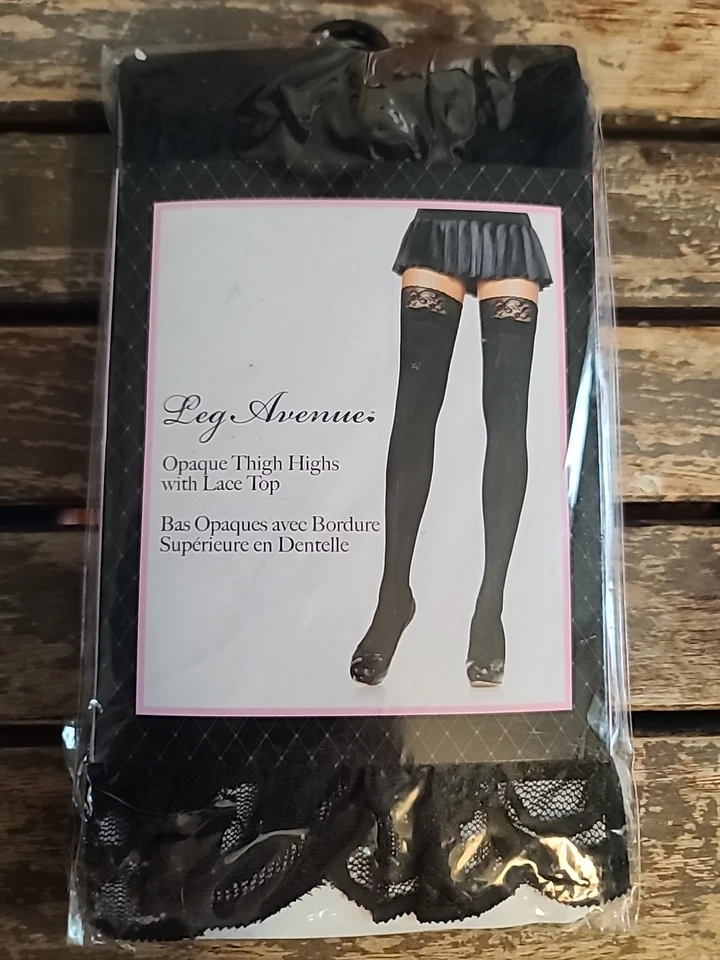 Leg Avenue
Opaque Thigh Highs
with Lace Top
Bas Opaques avec Bordure
Supérieure en Dentelle